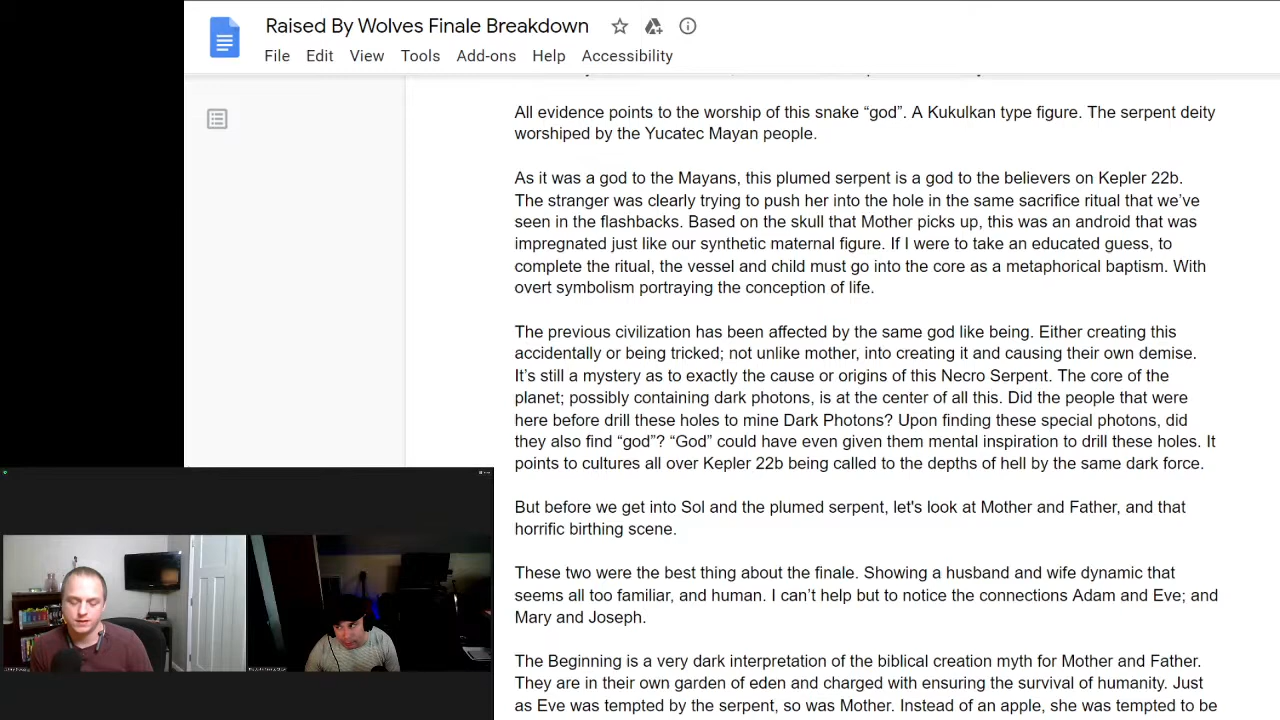 Raised By Wolves Finale Breakdown
File Edit View Tools Add-ons Help Accessibility
All evidence points to the worship of this snake “god”. A Kukulkan type figure. The serpent deity
worshiped by the Yucatec Mayan people.
As it was a god to the Mayans, this plumed serpent is a god to the believers on Kepler 22b.
The stranger was clearly trying to push her into the hole in the same sacrifice ritual that we’ve
seen in the flashbacks. Based on the skull that Mother picks up, this was an android that was
impregnated just like our synthetic maternal figure. If I were to take an educated guess, to
complete the ritual, the vessel and child must go into the core as a metaphorical baptism. With
overt symbolism portraying the conception of life.
The previous civilization has been affected by the same god like being. Either creating this
accidentally or being tricked; not unlike mother, into creating it and causing their own demise.
It’s still a mystery as to exactly the cause or origins of this Necro Serpent. The core of the
planet; possibly containing dark photons, is at the center of all this. Did the people that were
here before drill these holes to mine Dark Photons? Upon finding these special photons, did
they also find “god”? “God” could have even given them mental inspiration to drill these holes. It
points to cultures all over Kepler 22b being called to the depths of hell by the same dark force.
But before we get into Sol and the plumed serpent, let's look at Mother and Father, and that
horrific birthing scene.
These two were the best thing about the finale. Showing a husband and wife dynamic that
seems all too familiar, and human. I can’t help but to notice the connections Adam and Eve; and
Mary and Joseph.
The Beginning is a very dark interpretation of the biblical creation myth for Mother and Father.
They are in their own garden of eden and charged with ensuring the survival of humanity. Just
as Eve was tempted by the serpent, so was Mother. Instead of an apple, she was tempted to be